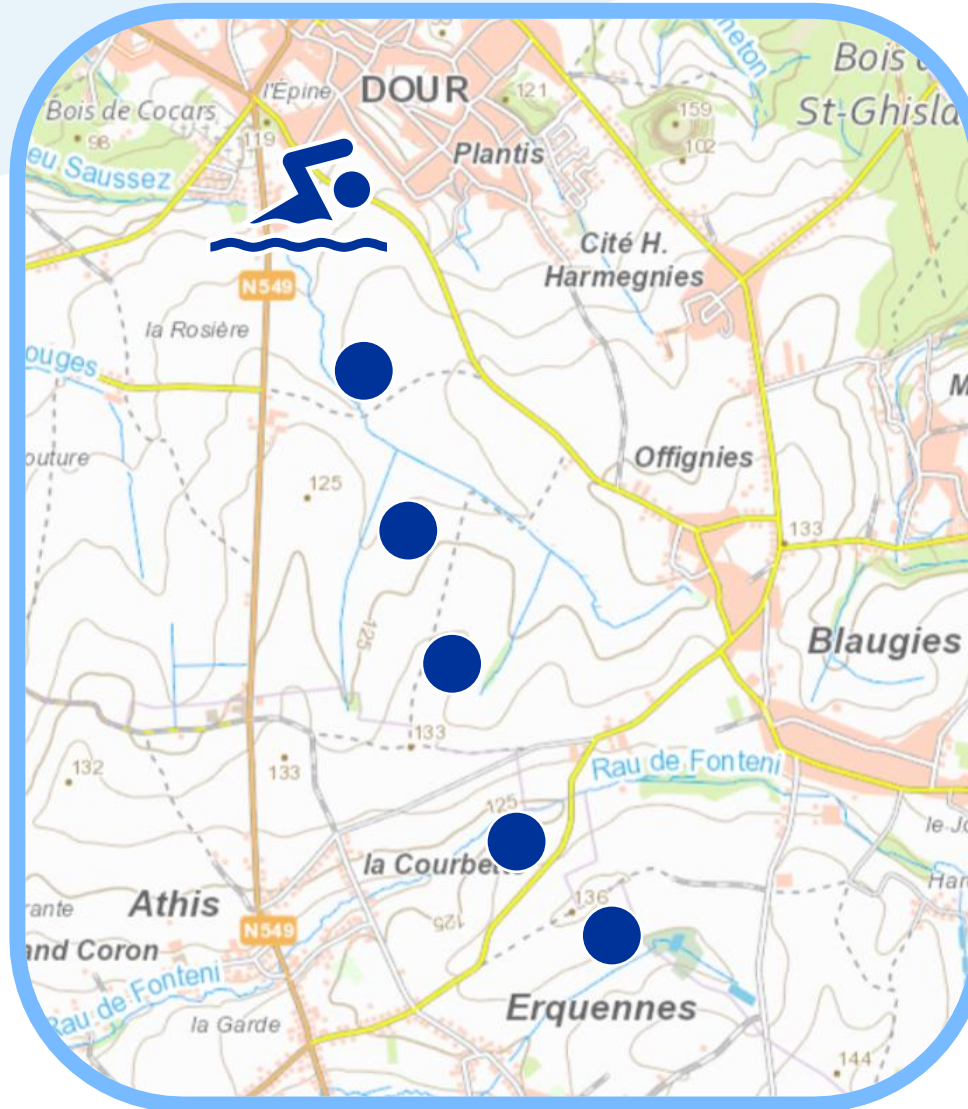 98
Bois
DOUR
l'Épine
121
159
St-Ghisla
Bois de Cocars
98
119
102
Plantis
eu Saussez
Cité H.
Harmegnies
N549
la Rosière
ouges
M
outure
Offignies
125
133
125
Blaugies
133
132
133
Rau de Fonteni
125
le-Jo
la Courbe
Athis
136
Han
rante
125
N549
and Coron
Rau de Fonteni
Erquennes
la Garde
144